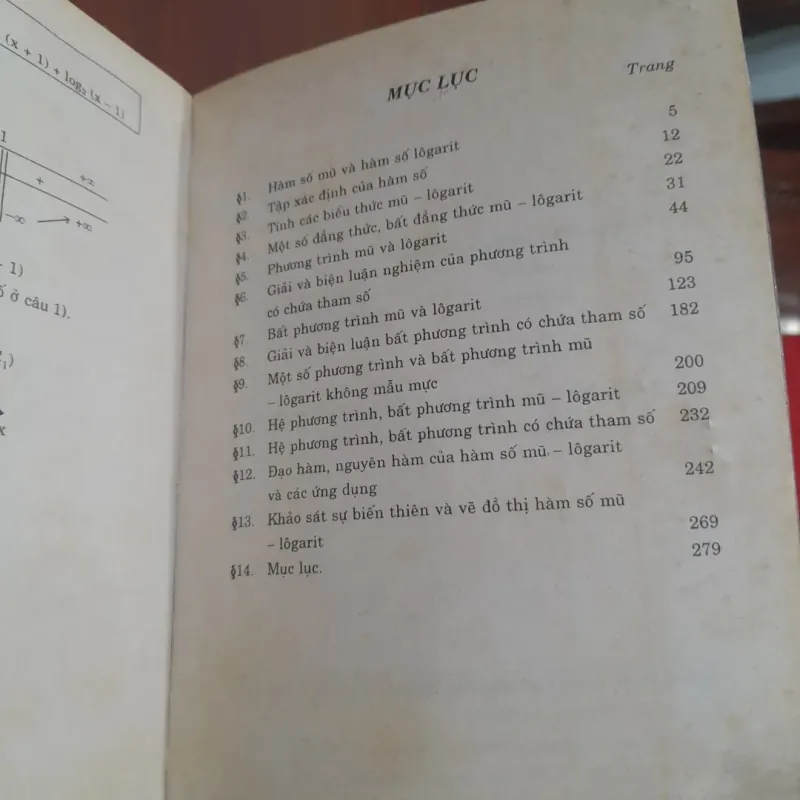 (x + 1) + log₂ (x – 1)
1
+∞
+
–∞ → +∞
1)
ố ở câu 1).
1)
x
MỤC LỤC
Trang
§1. Hàm số mũ và hàm số lôgarit 5
§2. Tập xác định của hàm số 12
§3. Tính các biểu thức mũ – lôgarit 22
§4. Một số đẳng thức, bất đẳng thức mũ – lôgarit 31
§5. Phương trình mũ và lôgarit 44
§6. Giải và biện luận nghiệm của phương trình
có chứa tham số 95
§7. Bất phương trình mũ và lôgarit 123
§8. Giải và biện luận bất phương trình có chứa tham số 182
§9. Một số phương trình và bất phương trình mũ
– lôgarit không mẫu mực 200
§10. Hệ phương trình, bất phương trình mũ – lôgarit 209
§11. Hệ phương trình, bất phương trình có chứa tham số 232
§12. Đạo hàm, nguyên hàm của hàm số mũ – lôgarit
và các ứng dụng 242
§13. Khảo sát sự biến thiên và vẽ đồ thị hàm số mũ
– lôgarit 269
§14. Mục lục. 279